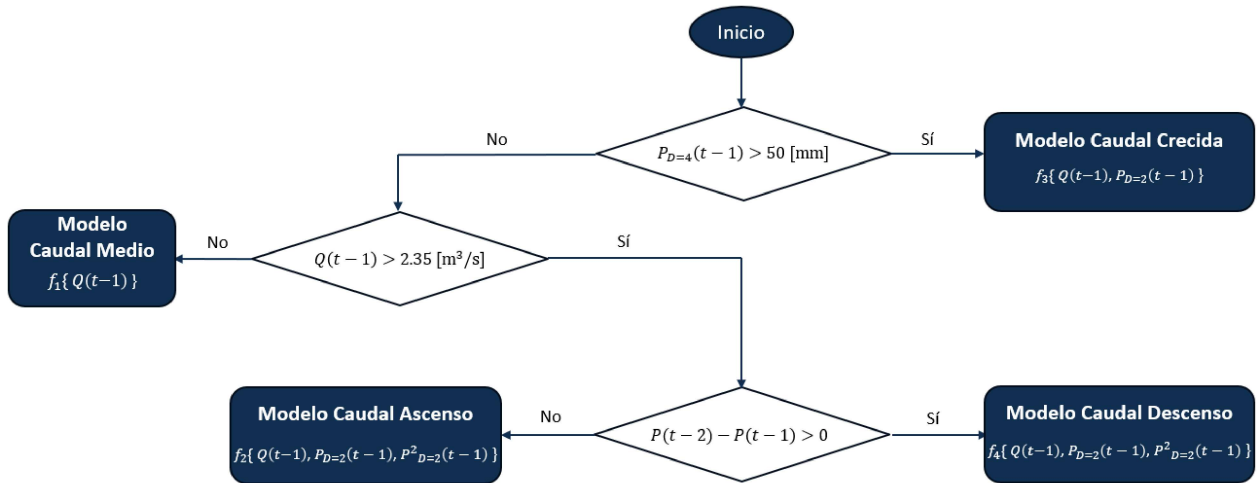 Inicio
No
Sí
P_{D=4}(t − 1) > 50 [mm]
Modelo Caudal Crecida
f₃{ Q(t−1), P_{D=2}(t − 1) }
Modelo
Caudal Medio
f₁{ Q(t−1) }
No
Q(t − 1) > 2.35 [m³/s]
Sí
Modelo Caudal Ascenso
f₂{ Q(t−1), P_{D=2}(t − 1), P²_{D=2}(t − 1) }
No
P(t − 2) − P(t − 1) > 0
Sí
Modelo Caudal Descenso
f₄{ Q(t−1), P_{D=2}(t − 1), P²_{D=2}(t − 1) }